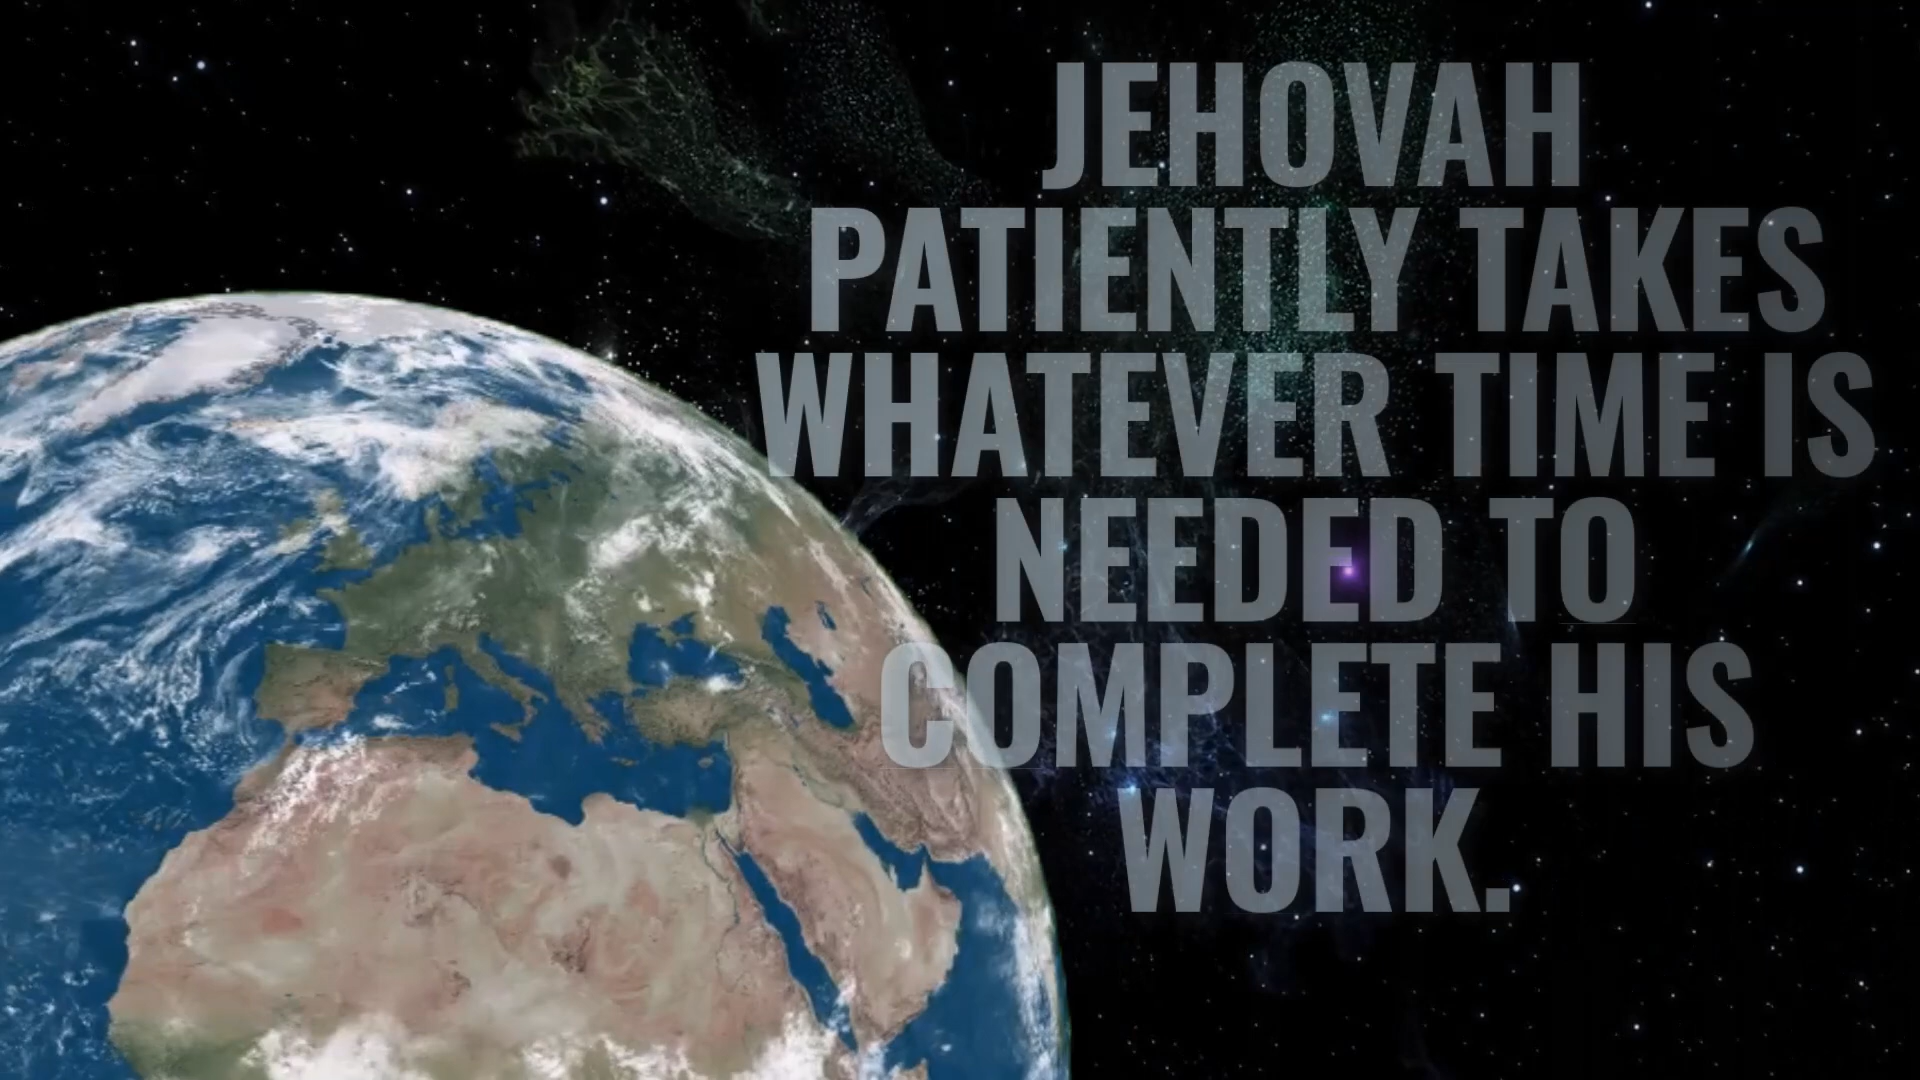 JEHOVAH
PATIENTLY TAKES
WHATEVER TIME IS
NEEDED TO
COMPLETE HIS
WORK.